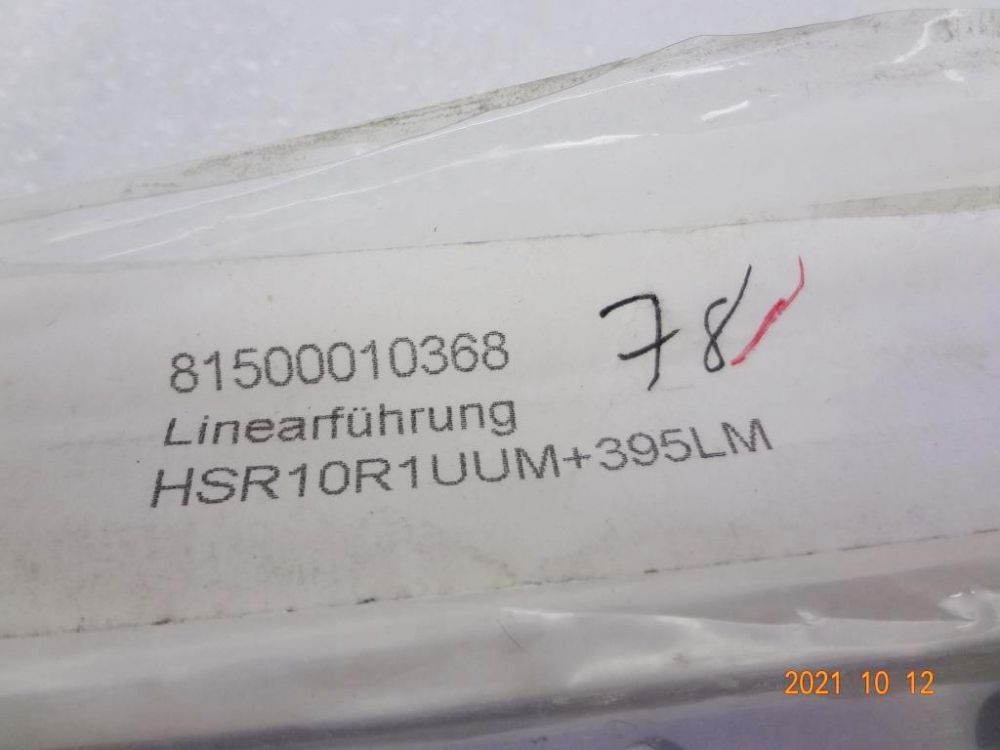 78
81500010368
Linearführung
HSR10R1UUM+395LM
2021 10 12